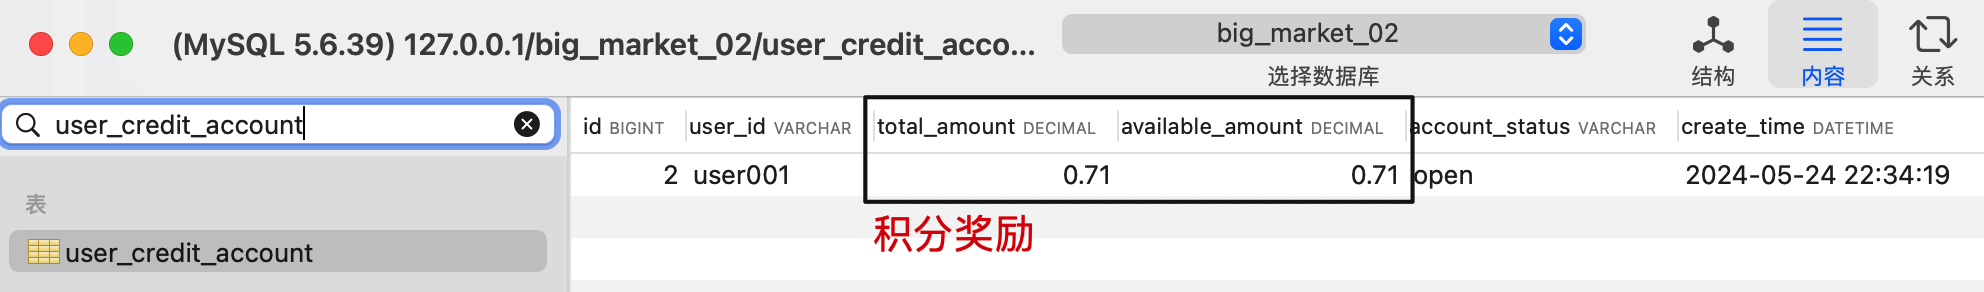 (MySQL 5.6.39) 127.0.0.1/big_market_02/user_credit_acco...
big_market_02
选择数据库
结构
内容
关系
user_credit_account
表
user_credit_account
id BIGINT user_id VARCHAR total_amount DECIMAL available_amount DECIMAL account_status VARCHAR create_time DATETIME
2 user001 0.71 0.71 open 2024-05-24 22:34:19
积分奖励